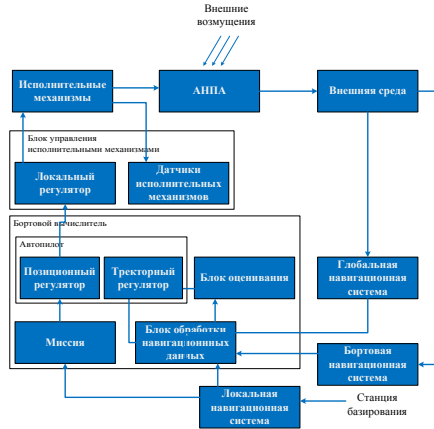 Внешние
возмущения
Исполнительные
механизмы
АНПА
Внешняя среда
Блок управления
исполнительными механизмами
Локальный
регулятор
Датчики
исполнительных
механизмов
Бортовой вычислитель
Автопилот
Позиционный
регулятор
Тректорный
регулятор
Блок оценивания
Глобальная
навигационная
система
Миссия
Блок обработки
навигационнных
данных
Бортовая
навигационная
система
Локальная
навигационная
система
Станция
базирования